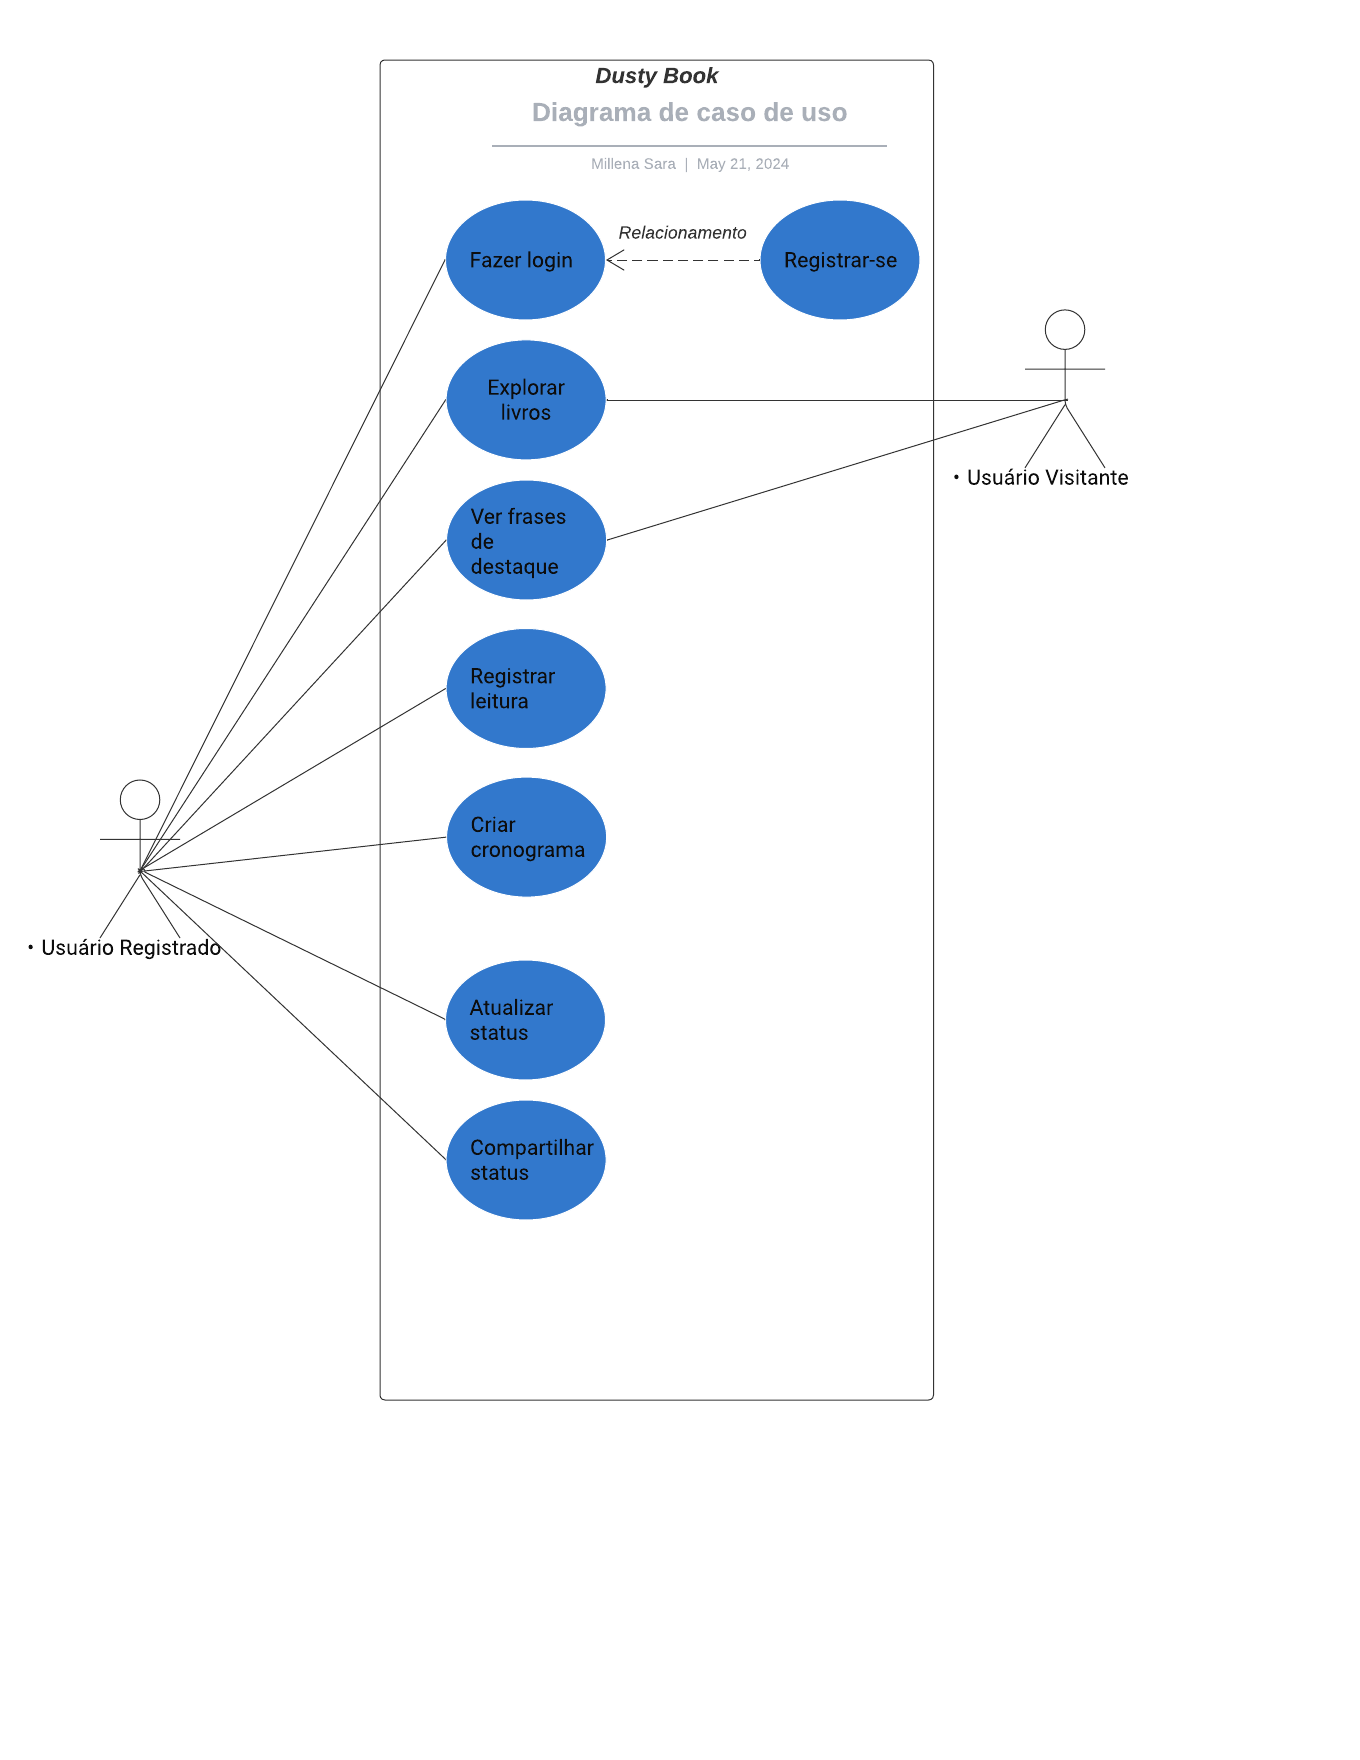 Dusty Book
Diagrama de caso de uso
Millena Sara | May 21, 2024
Fazer login
Relacionamento
Registrar-se
Explorar
livros
• Usuário Visitante
Ver frases
de
destaque
Registrar
leitura
Criar
cronograma
• Usuário Registrado
Atualizar
status
Compartilhar
status